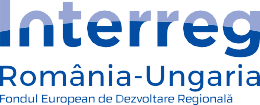 Interreg
România-Ungaria
Fondul European de Dezvoltare Regională